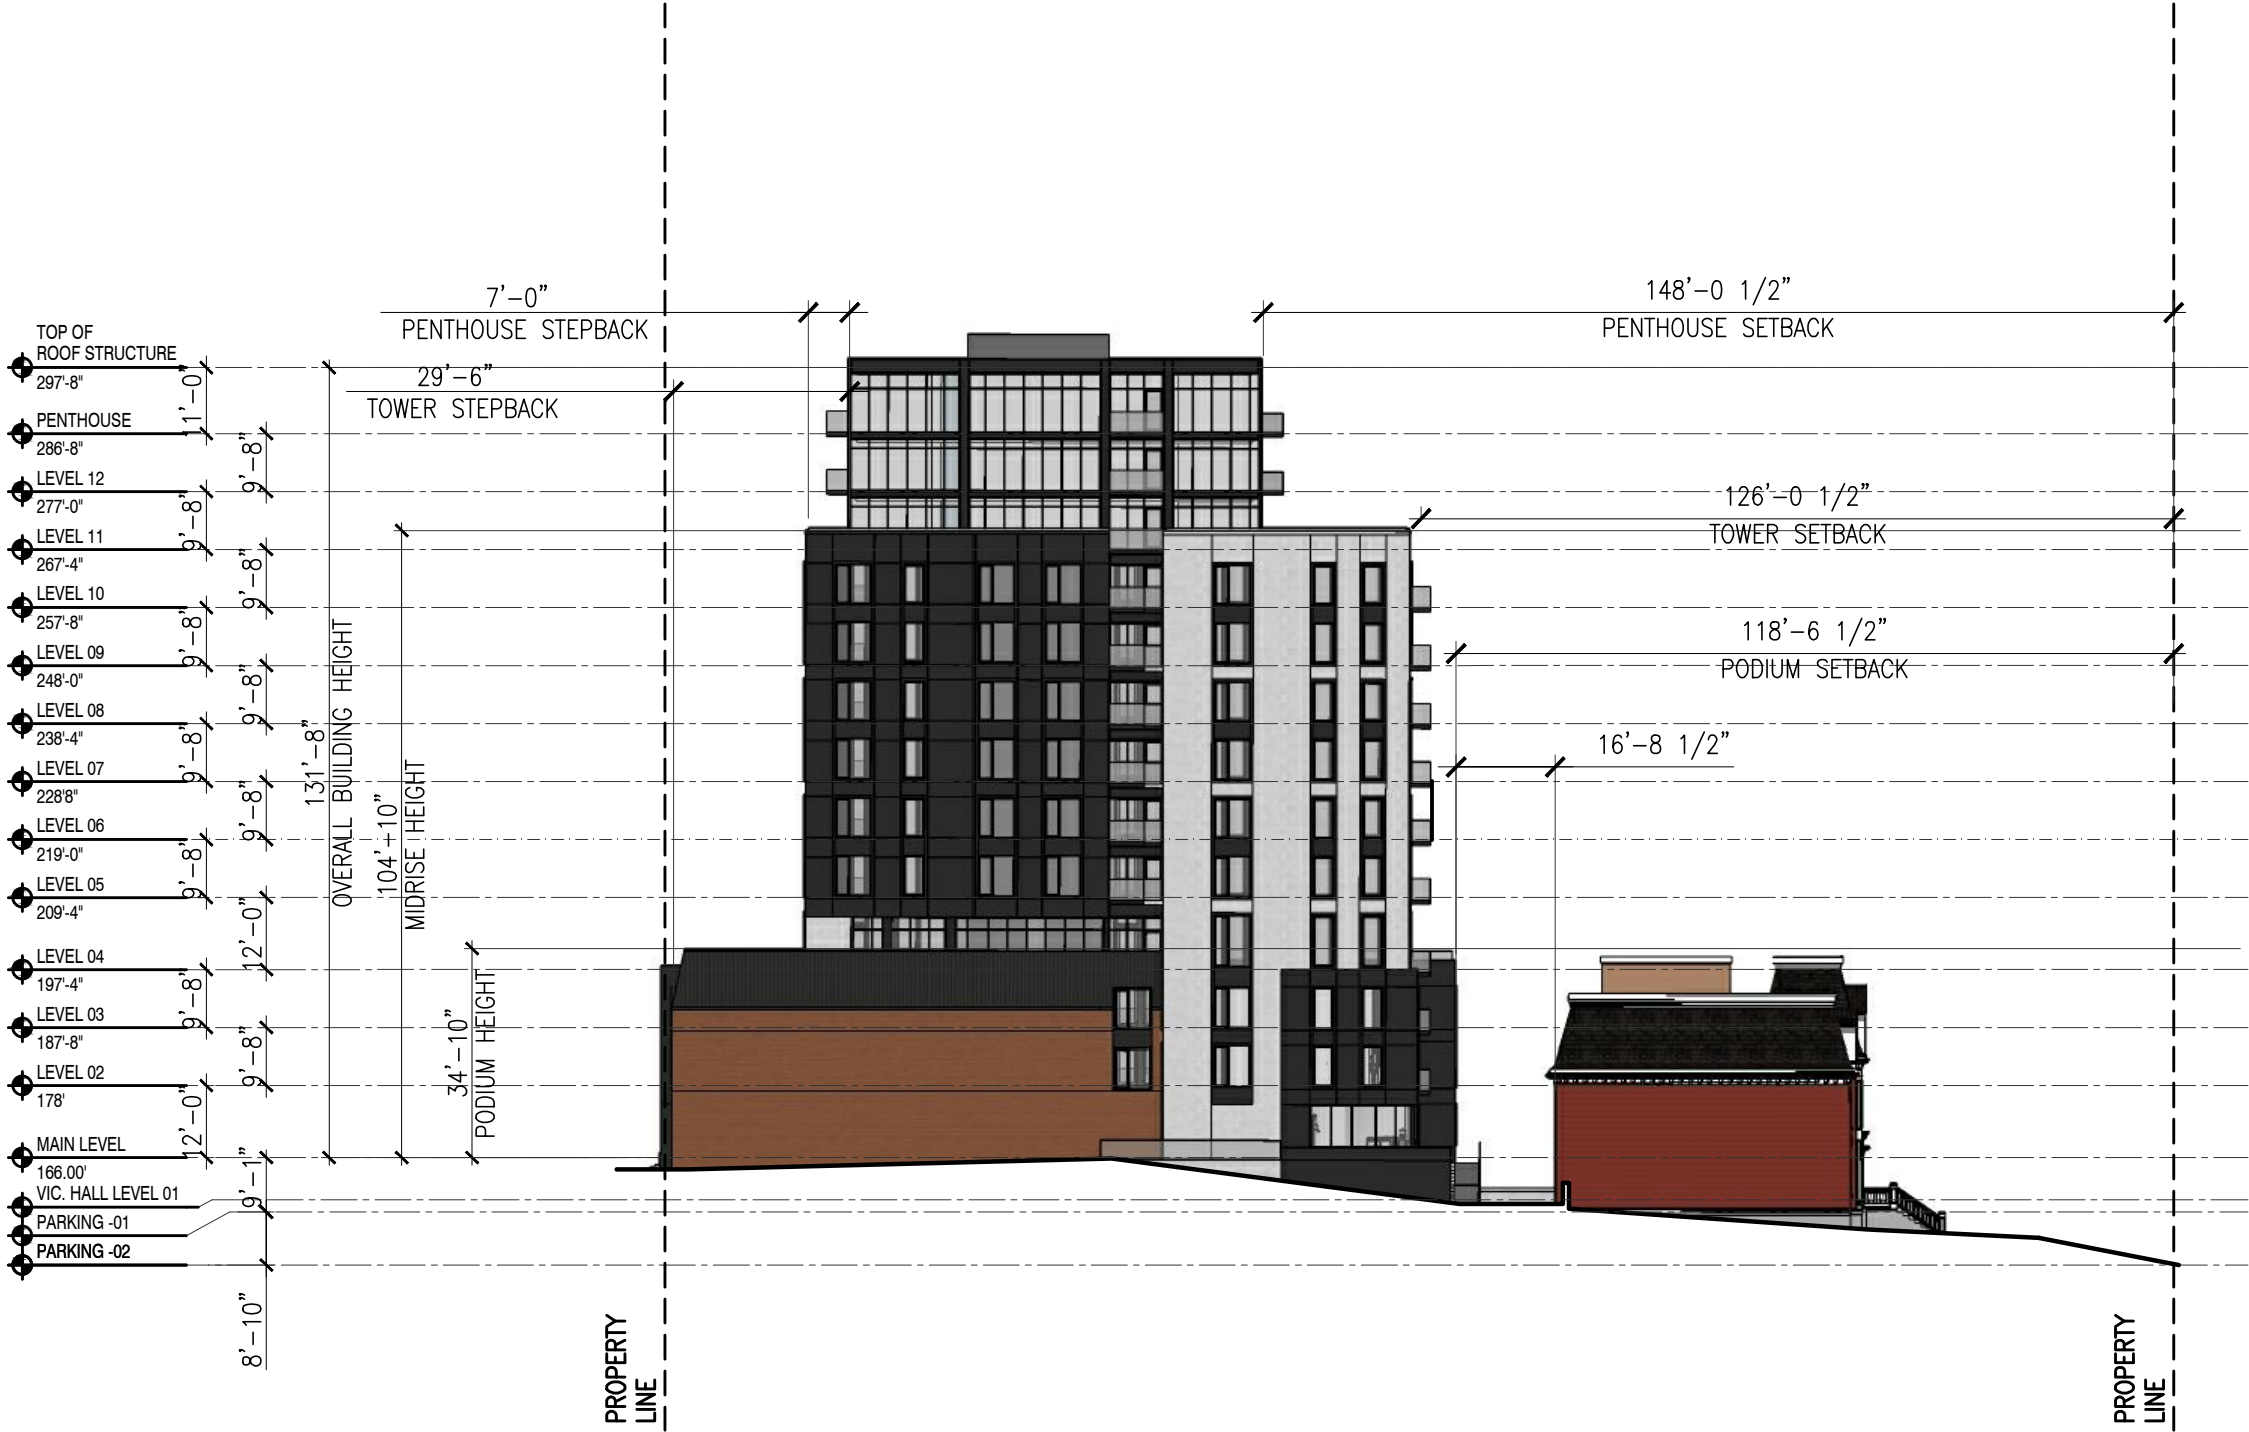 TOP OF
ROOF STRUCTURE
297'-8"
PENTHOUSE
286'-8"
LEVEL 12
277'-0"
LEVEL 11
267'-4"
LEVEL 10
257'-8"
LEVEL 09
248'-0"
LEVEL 08
238'-4"
LEVEL 07
228'8"
LEVEL 06
219'-0"
LEVEL 05
209'-4"
LEVEL 04
197'-4"
LEVEL 03
187'-8"
LEVEL 02
178'
MAIN LEVEL
166.00'
VIC. HALL LEVEL 01
PARKING -01
PARKING -02
11'-0"
9'-8"
9'-8"
9'-8"
9'-8"
9'-8"
9'-8"
9'-8"
9'-8"
12'-0"
9'-8"
9'-8"
12'-0"
9'-1"
8'-10"
131'-8"
OVERALL BUILDING HEIGHT
104'-10"
MIDRISE HEIGHT
34'-10"
PODIUM HEIGHT
7'-0"
PENTHOUSE STEPBACK
29'-6"
TOWER STEPBACK
148'-0 1/2"
PENTHOUSE SETBACK
126'-0 1/2"
TOWER SETBACK
118'-6 1/2"
PODIUM SETBACK
16'-8 1/2"
PROPERTY
LINE
PROPERTY
LINE